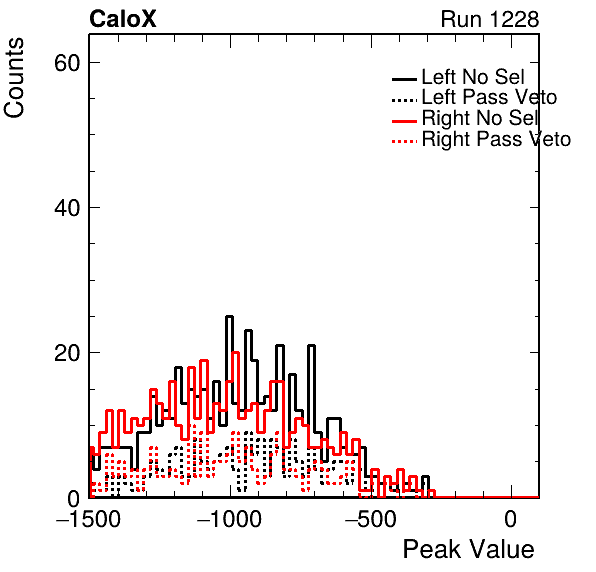 CaloX Run 1228
Counts
60
40
20
0
Left No Sel
Left Pass Veto
Right No Sel
Right Pass Veto
−1500 −1000 −500 0
Peak Value